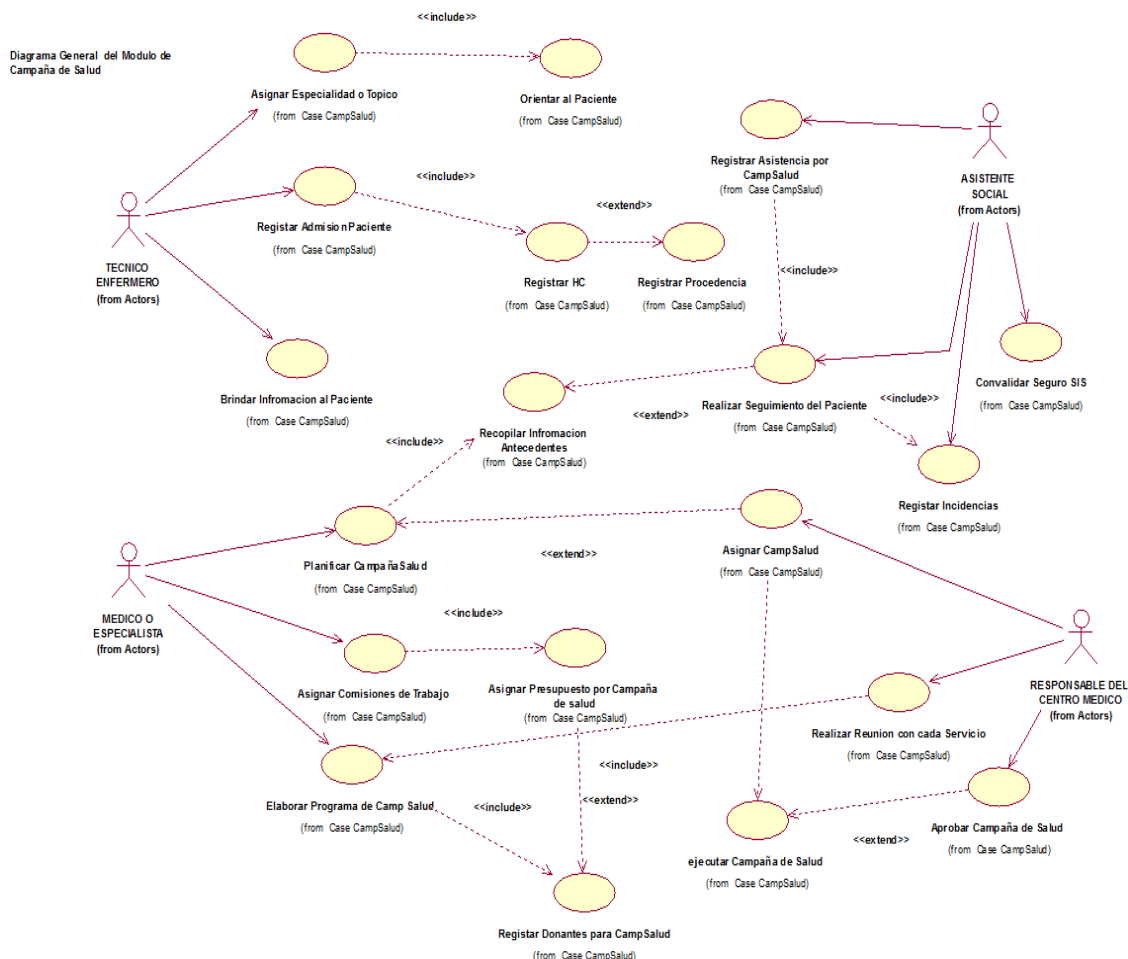 <<include>>
Diagrama General del Modulo de
Campaña de Salud
Asignar Especialidad o Topico
(from Case CampSalud)
Orientar al Paciente
(from Case CampSalud)
Registrar Asistencia por
CampSalud
(from Case CampSalud)
ASISTENTE
SOCIAL
(from Actors)
<<include>>
<<extend>>
Registar AdmisionPaciente
(from Case CampSalud)
TECNICO
ENFERMERO
(from Actors)
Registrar HC
(from Case CampSalud)
Registrar Procedencia
(from Case CampSalud)
<<include>>
Brindar Infromacion al Paciente
(from Case CampSalud)
Convalidar Seguro SIS
(from Case CampSalud)
Realizar Seguimiento del Paciente
(from Case CampSalud)
<<include>>
<<extend>>
<<include>>
Recopilar Infromacion
Antecedentes
(from Case CampSalud)
Registar Incidencias
(from Case CampSalud)
<<extend>>
Asignar CampSalud
(from Case CampSalud)
Planificar CampañaSalud
(from Case CampSalud)
MEDICO O
ESPECIALISTA
(from Actors)
<<include>>
Asignar Comisiones de Trabajo
(from Case CampSalud)
Asignar Presupuesto por Campaña
de salud
(from Case CampSalud)
RESPONSABLE DEL
CENTRO MEDICO
(from Actors)
Realizar Reunion con cada Servicio
(from Case CampSalud)
<<include>>
<<extend>>
Elaborar Programa de Camp Salud
(from Case CampSalud)
<<include>>
<<extend>>
Aprobar Campaña de Salud
(from Case CampSalud)
ejecutar Campaña de Salud
(from Case CampSalud)
Registar Donantes para CampSalud
(from Case CampSalud)